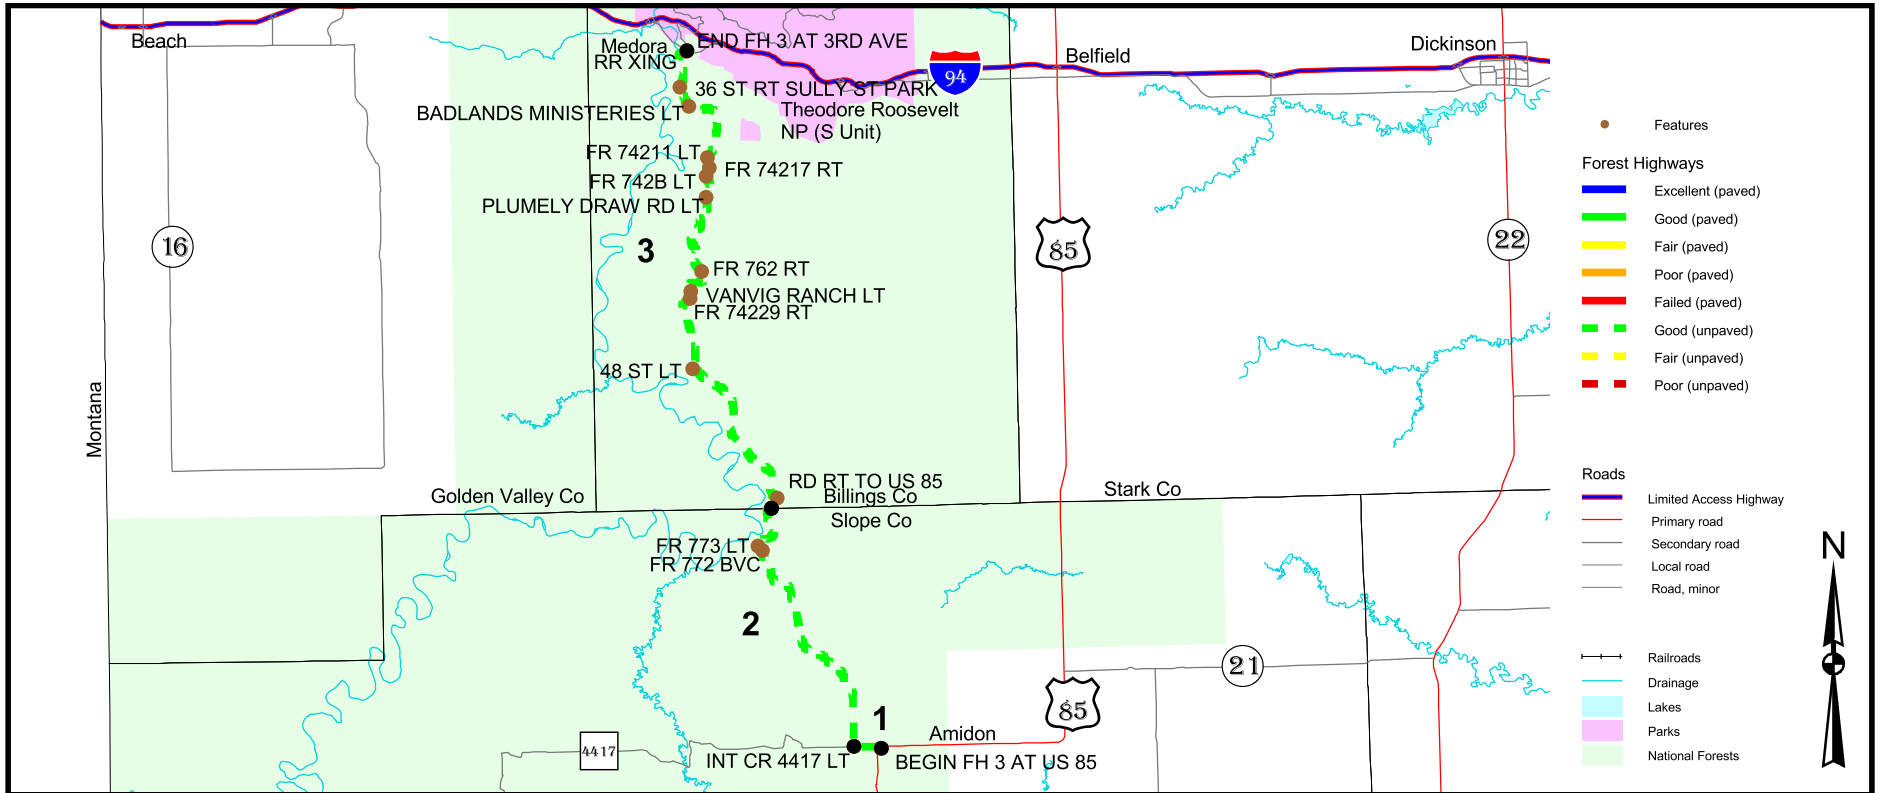 Beach
Medora
END FH 3 AT 3RD AVE
RR XING
94
Belfield
Dickinson
36 ST RT SULLY ST PARK
BADLANDS MINISTERIES LT
Theodore Roosevelt
NP (S Unit)
FR 74211 LT
FR 74217 RT
FR 742B LT
PLUMELY DRAW RD LT
16
3
85
22
FR 762 RT
VANVIG RANCH LT
FR 74229 RT
48 ST LT
Montana
RD RT TO US 85
Golden Valley Co
Billings Co
Stark Co
Slope Co
FR 773 LT
FR 772 BVC
2
21
85
1
Amidon
4417
INT CR 4417 LT
BEGIN FH 3 AT US 85
Features
Forest Highways
Excellent (paved)
Good (paved)
Fair (paved)
Poor (paved)
Failed (paved)
Good (unpaved)
Fair (unpaved)
Poor (unpaved)
Roads
Limited Access Highway
Primary road
Secondary road
Local road
Road, minor
Railroads
Drainage
Lakes
Parks
National Forests
N